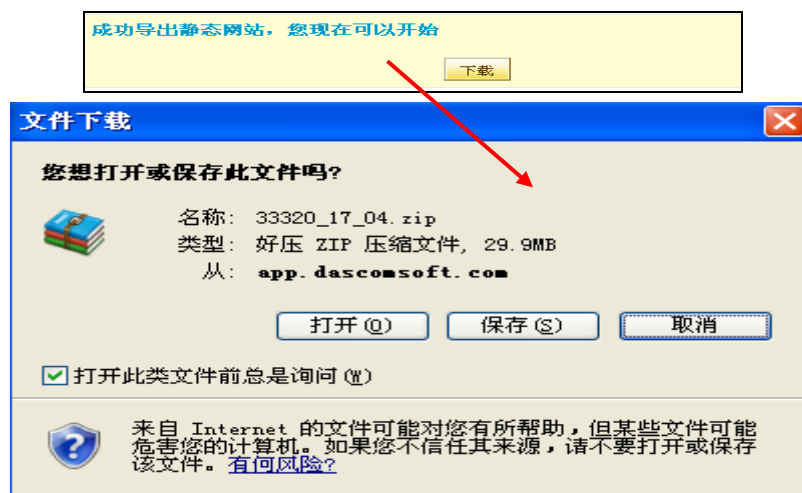 成功导出静态网站，您现在可以开始
下载
文件下载
您想打开或保存此文件吗?
名称: 33320_17_04.zip
类型: 好压 ZIP 压缩文件, 29.9MB
从: app.dascomsoft.com
打开(O) 保存(S) 取消
打开此类文件前总是询问(W)
来自 Internet 的文件可能对您有所帮助，但某些文件可能
危害您的计算机。如果您不信任其来源，请不要打开或保存
该文件。有何风险?